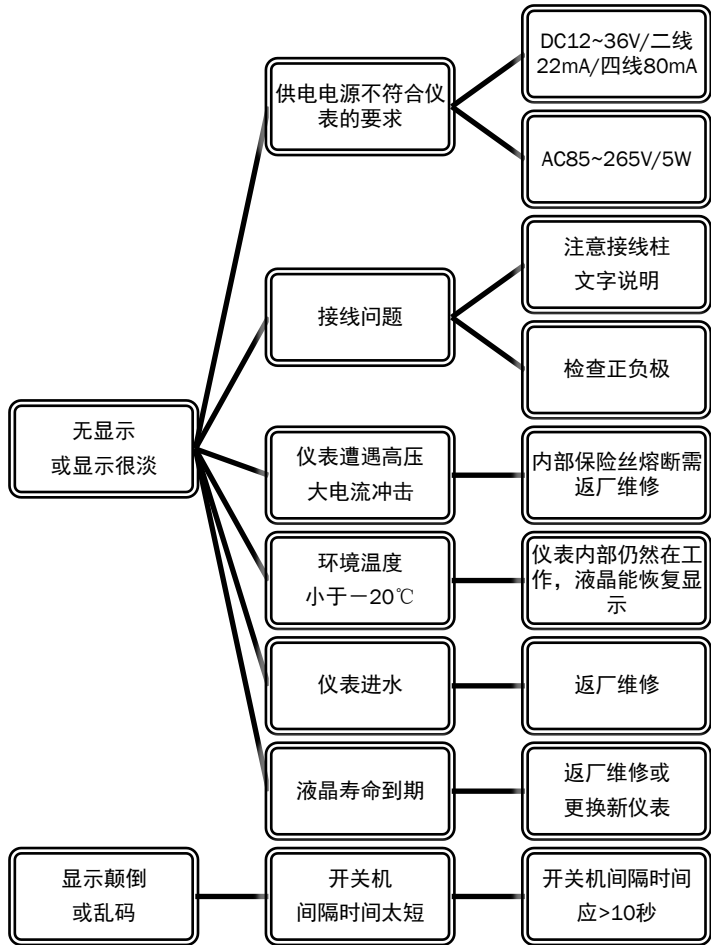 DC12~36V/二线
22mA/四线80mA
供电电源不符合仪
表的要求
AC85~265V/5W
注意接线柱
文字说明
接线问题
检查正负极
无显示
或显示很淡
仪表遭遇高压
大电流冲击
内部保险丝熔断需
返厂维修
环境温度
小于－20℃
仪表内部仍然在工
作，液晶能恢复显
示
仪表进水
返厂维修
液晶寿命到期
返厂维修或
更换新仪表
显示颠倒
或乱码
开关机
间隔时间太短
开关机间隔时间
应>10秒